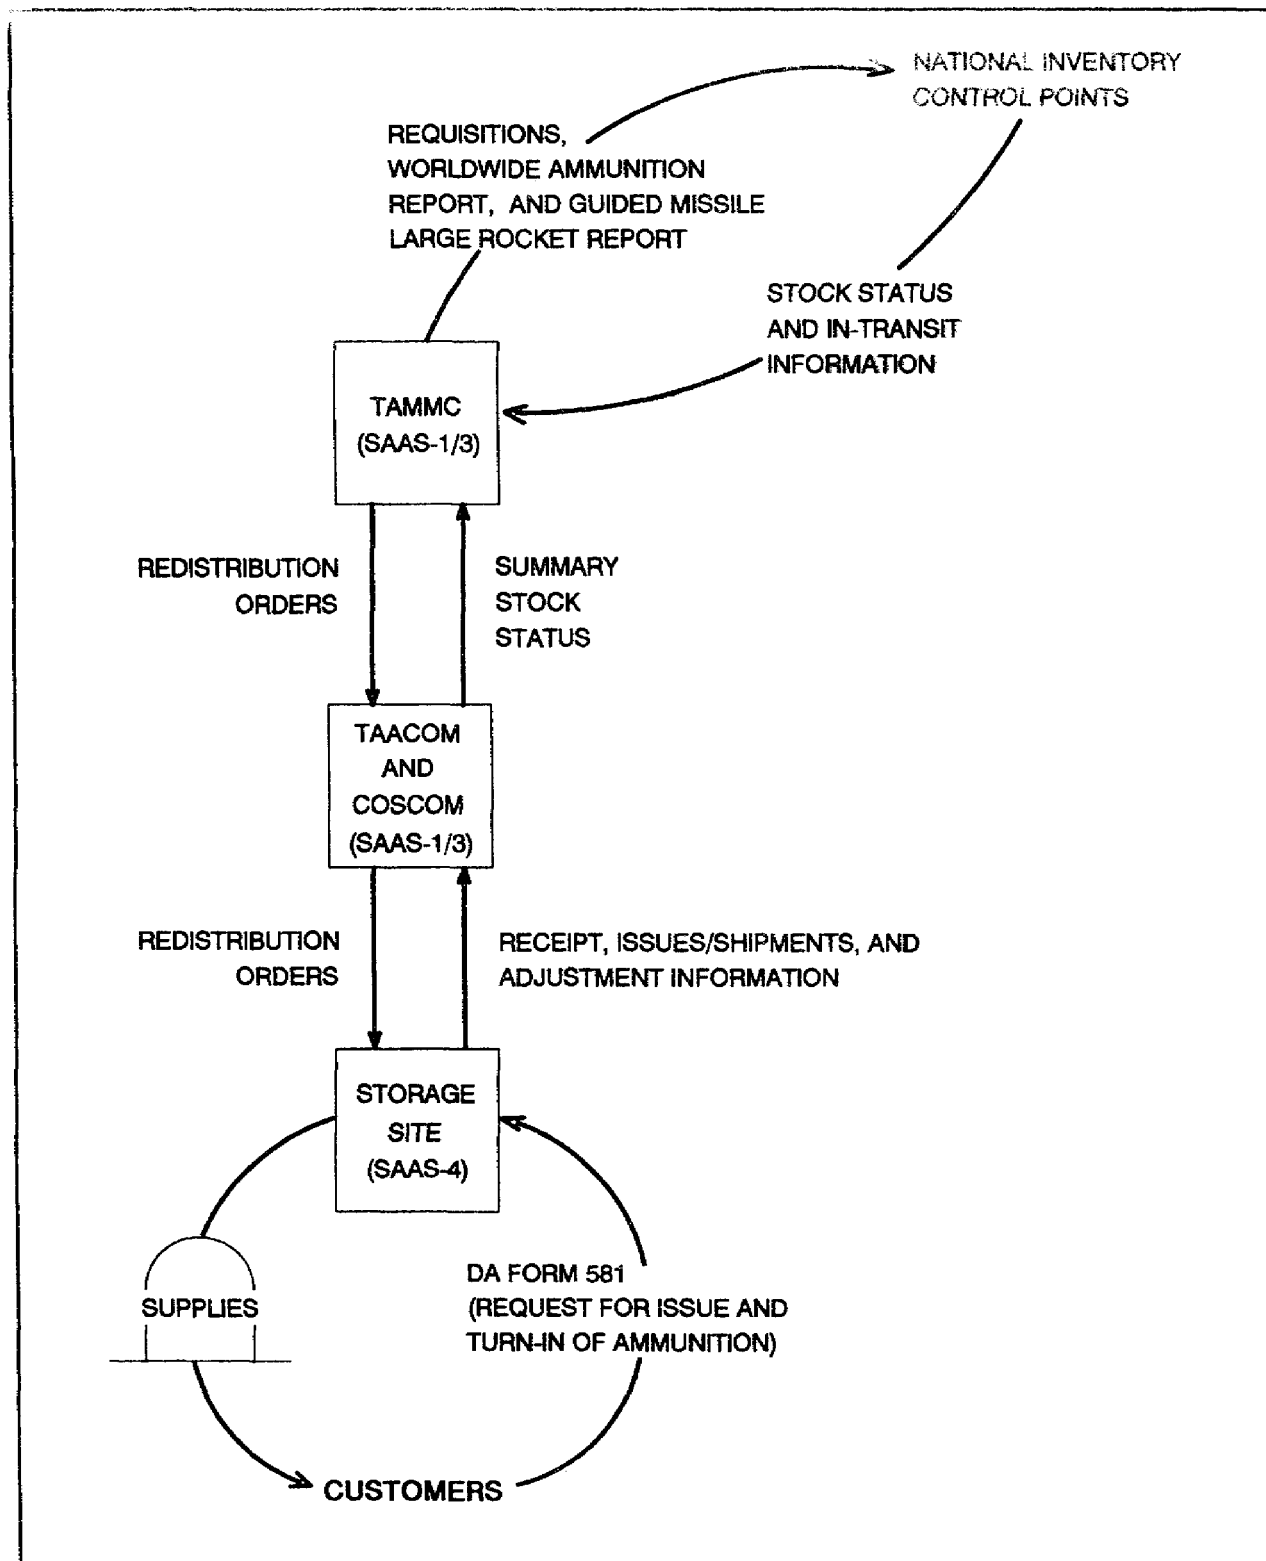 NATIONAL INVENTORY
CONTROL POINTS
REQUISITIONS,
WORLDWIDE AMMUNITION
REPORT, AND GUIDED MISSILE
LARGE ROCKET REPORT
STOCK STATUS
AND IN-TRANSIT
INFORMATION
TAMMC
(SAAS-1/3)
REDISTRIBUTION
ORDERS
SUMMARY
STOCK
STATUS
TAACOM
AND
COSCOM
(SAAS-1/3)
REDISTRIBUTION
ORDERS
RECEIPT, ISSUES/SHIPMENTS, AND
ADJUSTMENT INFORMATION
STORAGE
SITE
(SAAS-4)
SUPPLIES
DA FORM 581
(REQUEST FOR ISSUE AND
TURN-IN OF AMMUNITION)
CUSTOMERS